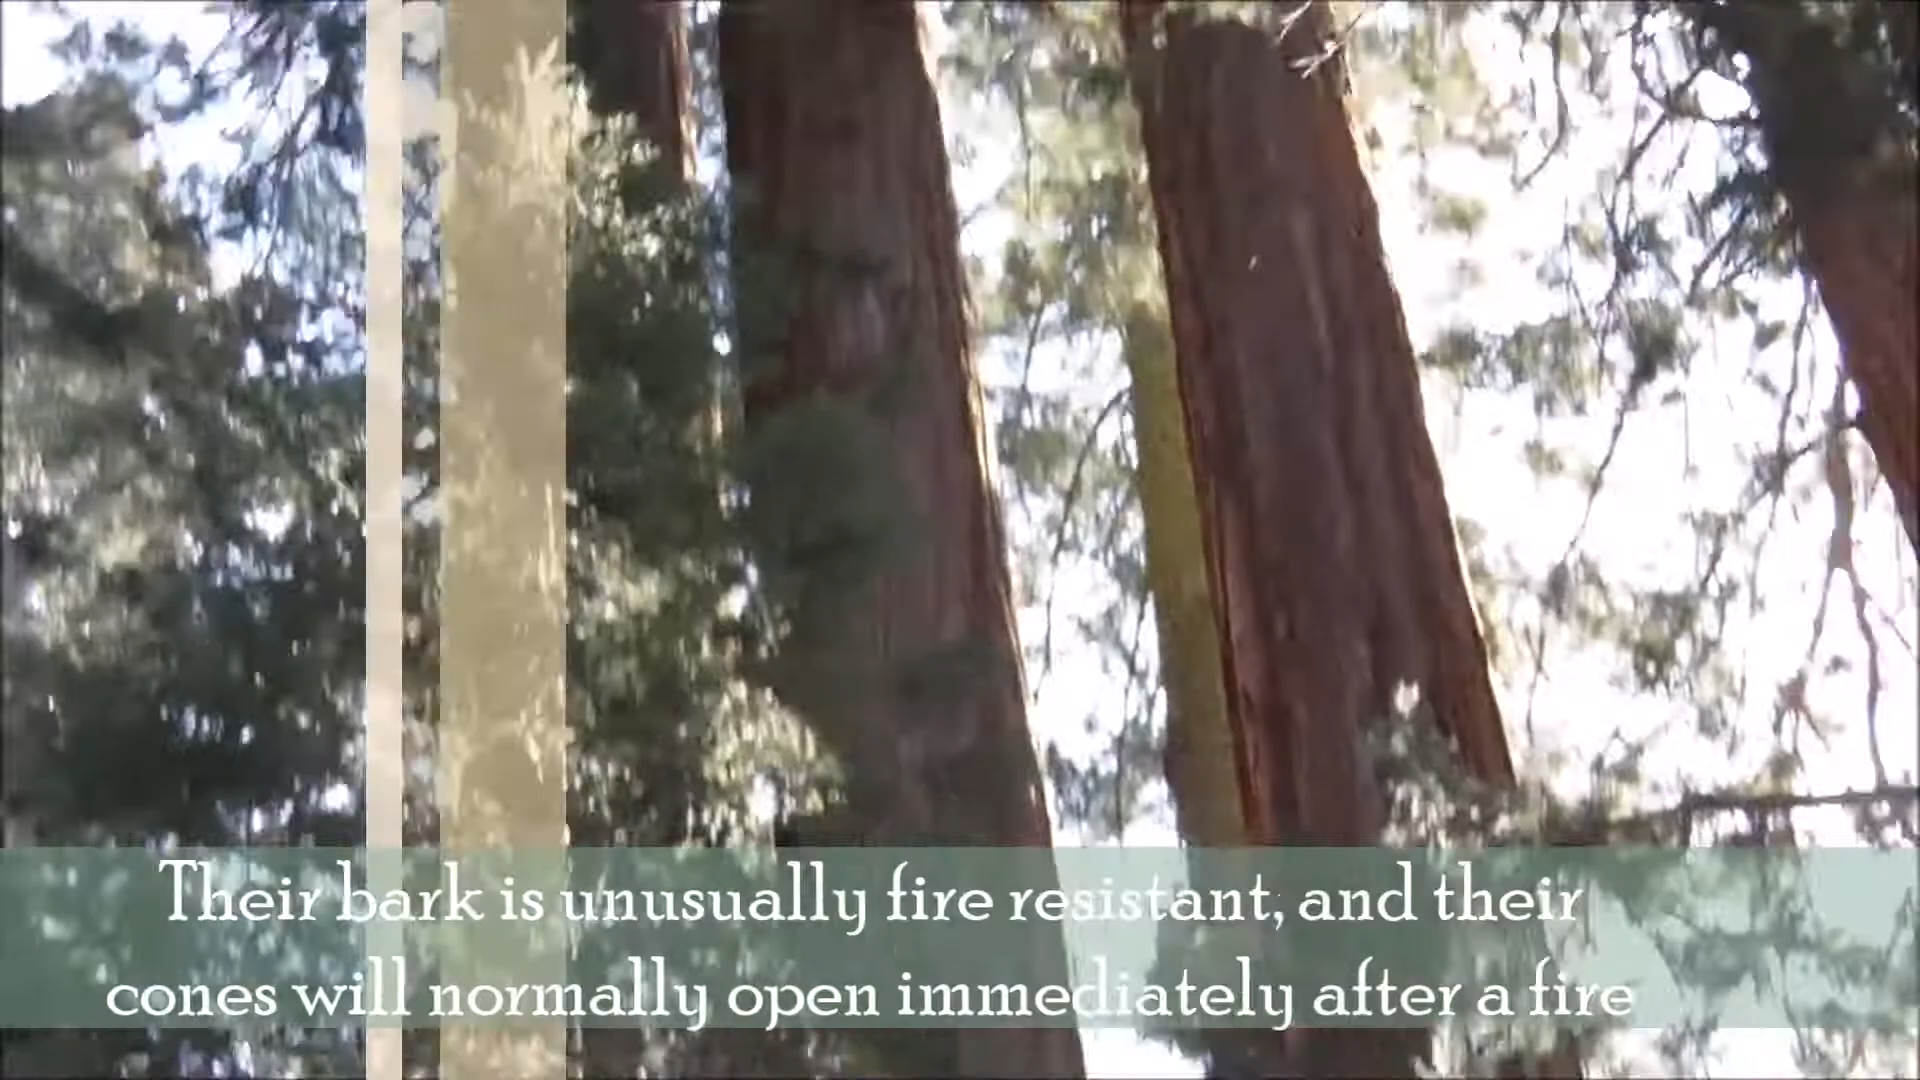 Their bark is unusually fire resistant, and their
cones will normally open immediately after a fire